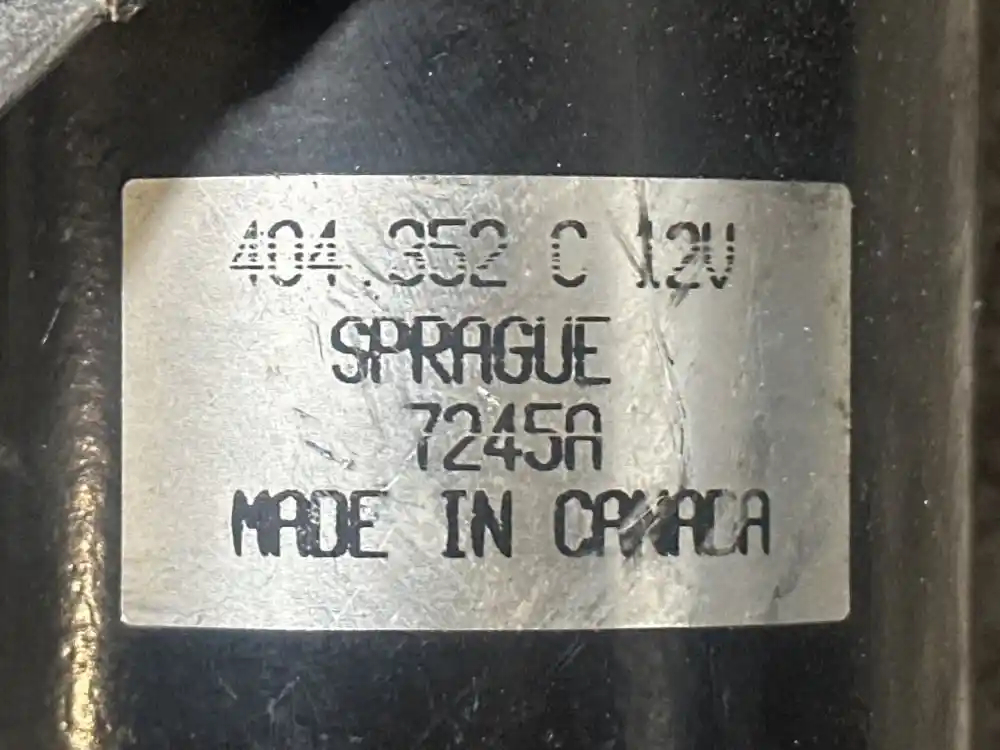 404.352 C 12V
SPRAGUE
7245A
MADE IN CANADA